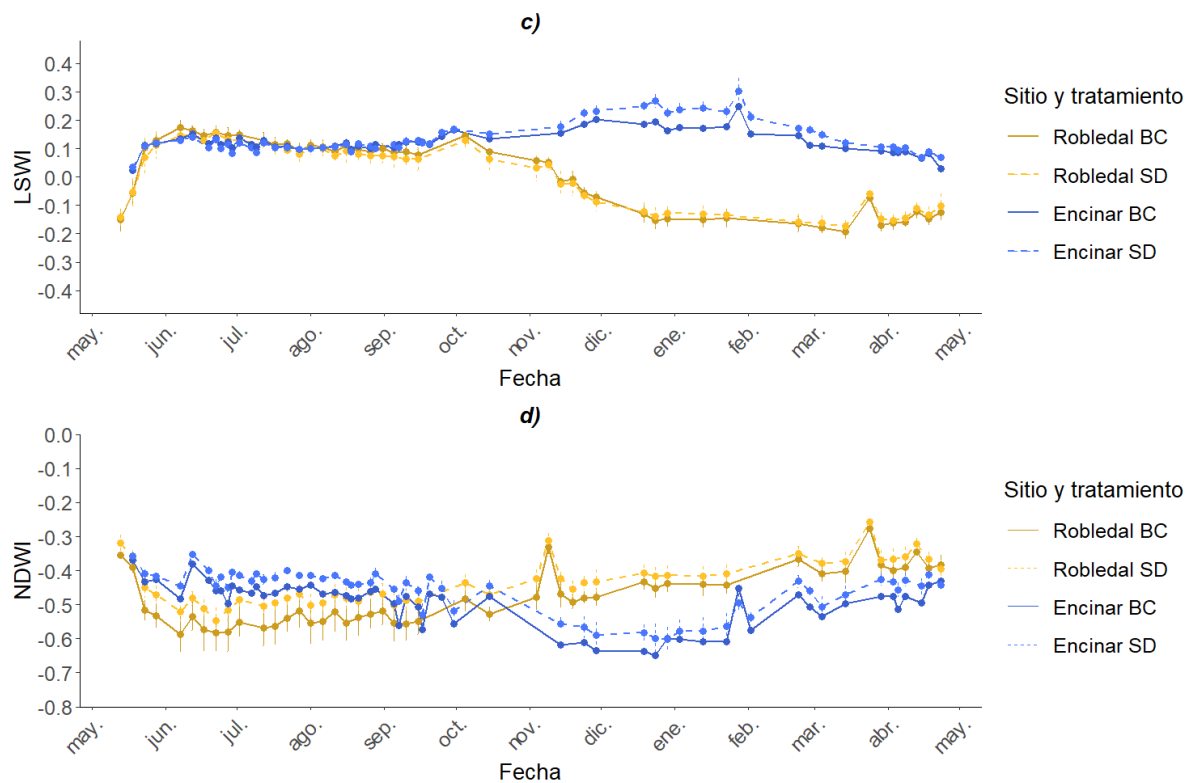 c)
LSWI
0.4
0.3
0.2
0.1
0.0
-0.1
-0.2
-0.3
-0.4
may. jun. jul. ago. sep. oct. nov. dic. ene. feb. mar. abr. may.
Fecha
Sitio y tratamiento
Robledal BC
Robledal SD
Encinar BC
Encinar SD
d)
NDWI
0.0
-0.1
-0.2
-0.3
-0.4
-0.5
-0.6
-0.7
-0.8
may. jun. jul. ago. sep. oct. nov. dic. ene. feb. mar. abr. may.
Fecha
Sitio y tratamiento
Robledal BC
Robledal SD
Encinar BC
Encinar SD